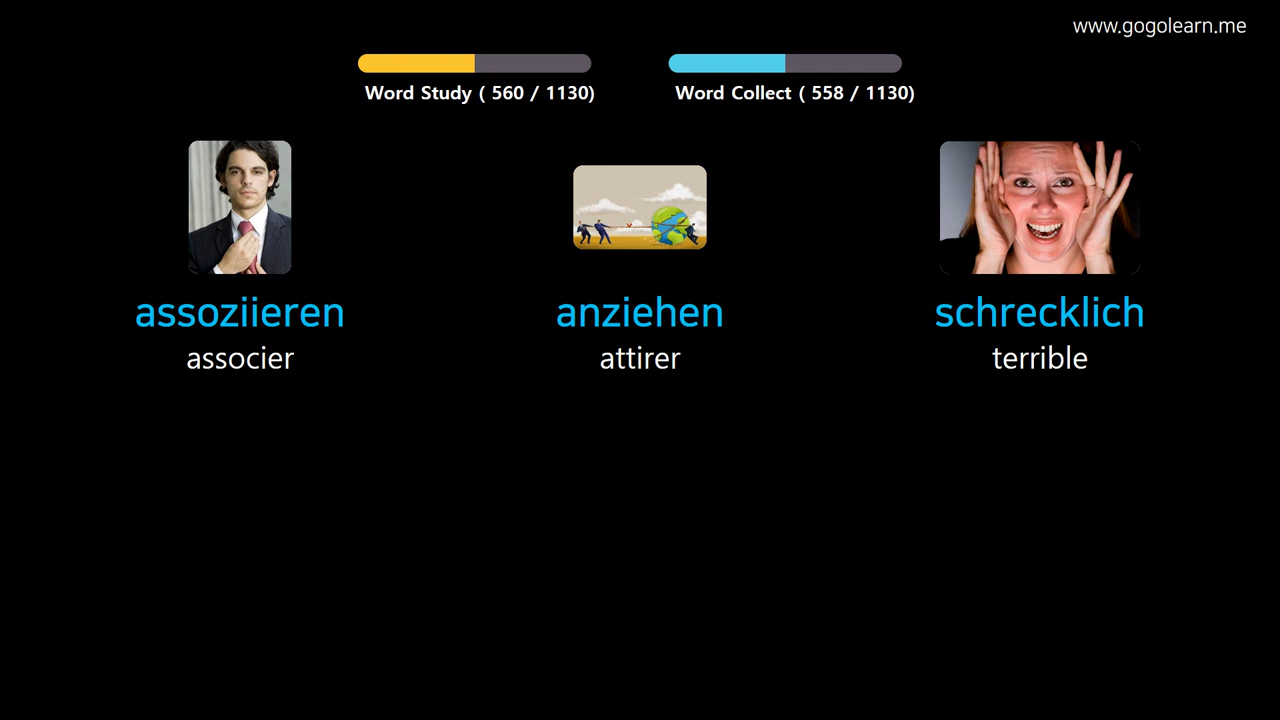 www.gogolearn.me
Word Study ( 560 / 1130)
Word Collect ( 558 / 1130)
assoziieren
anziehen
schrecklich
associer
attirer
terrible